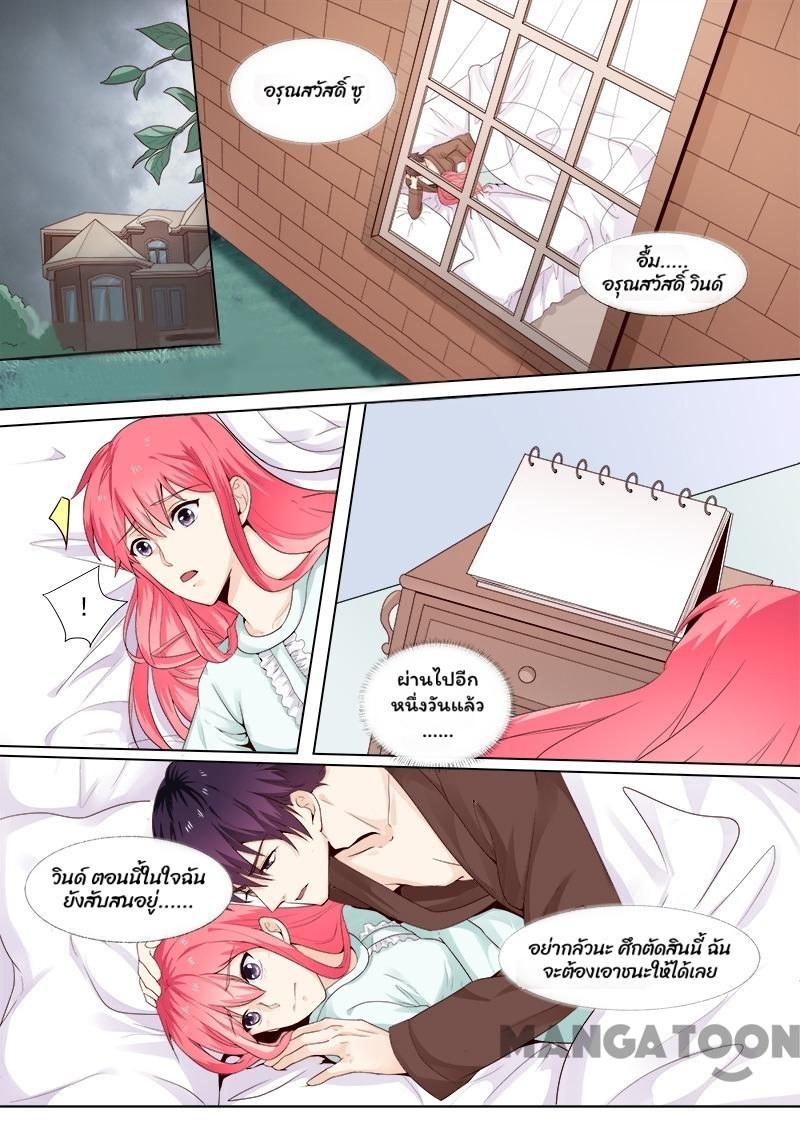 อรุณสวัสดิ์ ซู
อื้ม.....
อรุณสวัสดิ์ วินด์
!
ผ่านไปอีก
หนึ่งวันแล้ว
......
วินด์ ตอนนี้ในใจฉัน
ยังสับสนอยู่......
อย่ากลัวนะ ศึกตัดสินนี้ ฉัน
จะต้องเอาชนะให้ได้เลย
MANGATOON